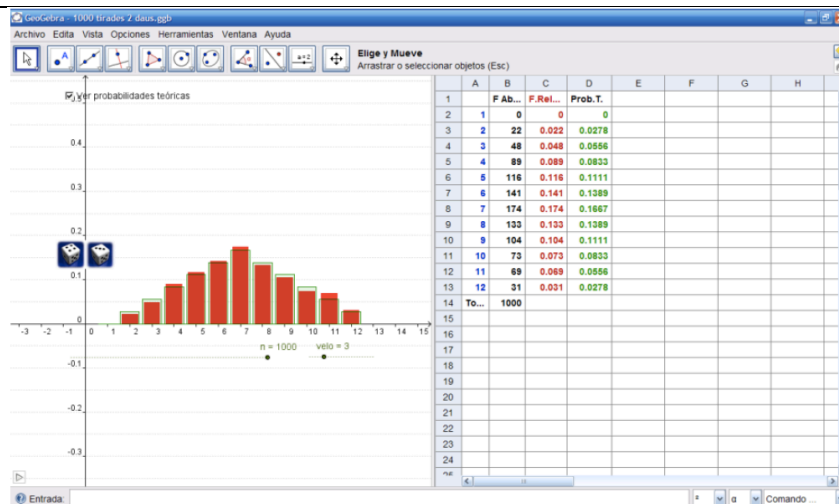 GeoGebra - 1000 tirades 2 daus.ggb
Archivo Edita Vista Opciones Herramientas Ventana Ayuda
A a=2 Elige y Mueve
Arrastrar o seleccionar objetos (Esc)
Ver probabilidades teóricas
0.5
0.4
0.3
0.2
0.1
0
-3 -2 -1 0 1 2 3 4 5 6 7 8 9 10 11 12 13 14 15
n = 1000 velo = 3
-0.1
-0.2
-0.3
A B C D E F G H
1 F Ab... F.Rel... Prob.T.
2 1 0 0 0
3 2 22 0.022 0.0278
4 3 48 0.048 0.0556
5 4 89 0.089 0.0833
6 5 116 0.116 0.1111
7 6 141 0.141 0.1389
8 7 174 0.174 0.1667
9 8 133 0.133 0.1389
10 9 104 0.104 0.1111
11 10 73 0.073 0.0833
12 11 69 0.069 0.0556
13 12 31 0.031 0.0278
14 To... 1000
15
16
17
18
19
20
21
22
23
24
25
Entrada: α Comando ...